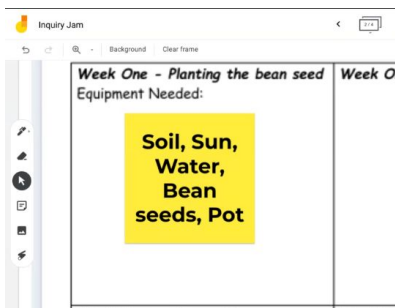 Inquiry Jam
2/4
Background Clear frame
Week One - Planting the bean seed Week O
Equipment Needed:
Soil, Sun,
Water,
Bean
seeds, Pot